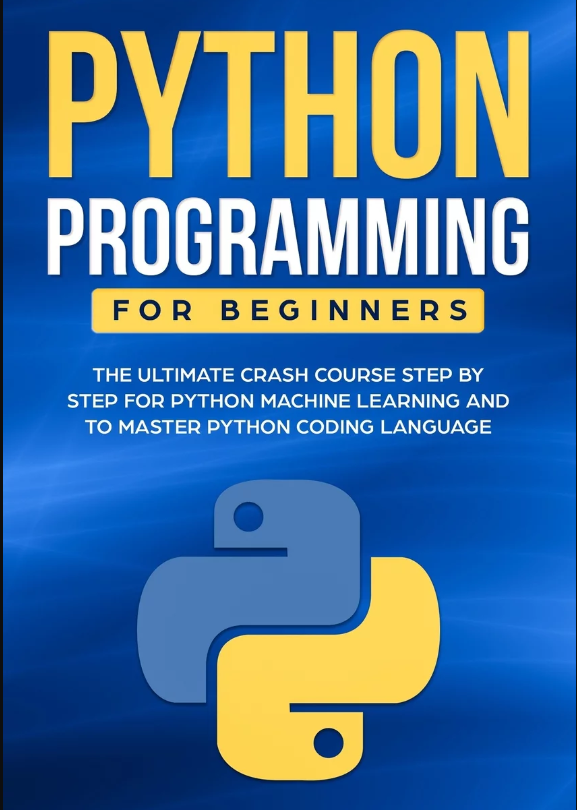 PYTHON
PROGRAMMING
FOR BEGINNERS
THE ULTIMATE CRASH COURSE STEP BY
STEP FOR PYTHON MACHINE LEARNING AND
TO MASTER PYTHON CODING LANGUAGE